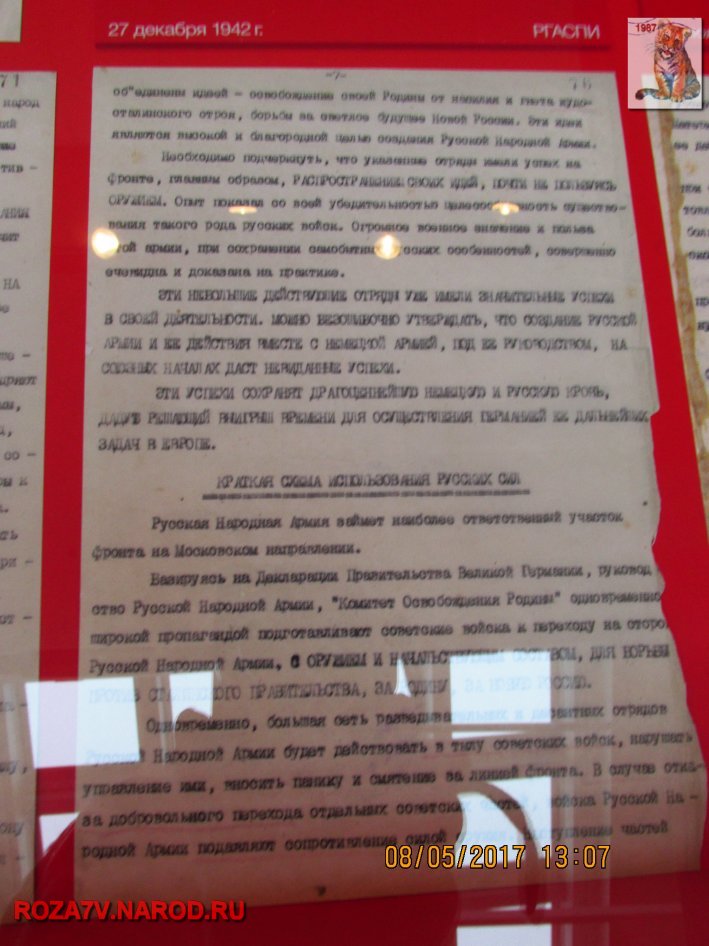 27 декабря 1942 г.
РГАСПИ
1987
71
-7-
76
об"единены идеей - освобождение своей Родины от насилия и гнета иудо-
сталинского строя, борьбы за светлое будущее Новой России. Эти идеи
являются высокой и благородной целью создания Русской Народной Армии.
Необходимо подчеркнуть, что указанные отряды имели успех на
фронте, главным образом, РАСПРОСТРАНЕНИЕМ СВОИХ ИДЕЙ, ПОЧТИ НЕ ПОЛЬЗУЯСЬ
ОРУЖИЕМ. Опыт показал со всей убедительностью существо-
вания такого рода русских войск. Огромное военное значение и польза
такой армии, при сохранении русских особенностей, совершенно
очевидна и доказана на практике.
ЭТИ НЕБОЛЬШИЕ ДЕЙСТВУЮЩИЕ ОТРЯДЫ УЖЕ ИМЕЛИ ЗНАЧИТЕЛЬНЫЕ УСПЕХИ
В СВОЕЙ ДЕЯТЕЛЬНОСТИ. МОЖНО БЕЗОШИБОЧНО УТВЕРЖДАТЬ, ЧТО СОЗДАНИЕ РУССКОЙ
АРМИИ И ЕЕ ДЕЙСТВИЯ ВМЕСТЕ С НЕМЕЦКОЙ АРМИЕЙ, ПОД ЕЕ РУКОВОДСТВОМ, НА
СОЮЗНЫХ НАЧАЛАХ ДАСТ НЕВИДАННЫЕ УСПЕХИ.
ЭТИ УСПЕХИ СОХРАНЯТ ДРАГОЦЕННЕЙШУЮ НЕМЕЦКУЮ И РУССКУЮ КРОВЬ,
ДАДУТ РЕШАЮЩИЙ ВЫИГРЫШ ВРЕМЕНИ ДЛЯ ОСУЩЕСТВЛЕНИЯ ГЕРМАНИЕЙ ЕЕ ДАЛЬНЕЙШИХ
ЗАДАЧ В ЕВРОПЕ.
КРАТКАЯ СХЕМА ИСПОЛЬЗОВАНИЯ РУССКИХ СИЛ
Русская Народная Армия займет наиболее ответственный участок
фронта на Московском направлении.
Базируясь на Декларации Правительства Великой Германии, руковод
ство Русской Народной Армии, "Комитет Освобождения Родины" одновременно
широкой пропагандой подготавливают советские войска к переходу на сторо
Русской Народной Армии, С ОРУЖИЕМ И НАЧАЛЬСТВУЮЩИМ СОСТАВОМ, ДЛЯ БОРЬБЫ
ПРОТИВ СТАЛИНСКОГО ПРАВИТЕЛЬСТВА, ЗА РОДИНУ, ЗА НОВУЮ РОССИЮ.
Одновременно, большая сеть разведывательных и десантных отрядов
Русской Народной Армии будет действовать в тылу советских войск, нарушать
управление ими, вносить панику и смятение за линией фронта. В случае отка-
за добровольного перехода отдельных советских частей, войска Русской На-
родной Армии подавляют сопротивление силой оружия. Выступление частей
08/05/2017 13:07
ROZA7V.NAROD.RU